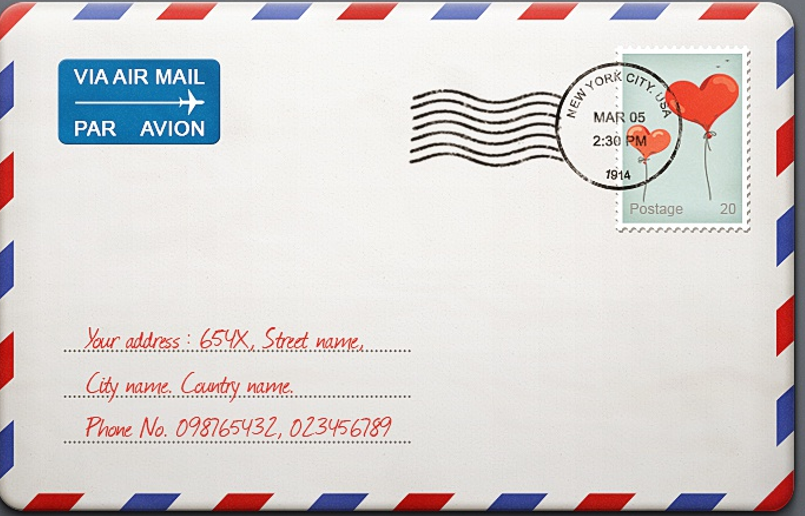 VIA AIR MAIL
PAR AVION
NEW YORK CITY, USA
MAR 05
2:30 PM
1914
Postage 20
Your address : 654X, Street name,
City name. Country name.
Phone No. 098765432, 023456789